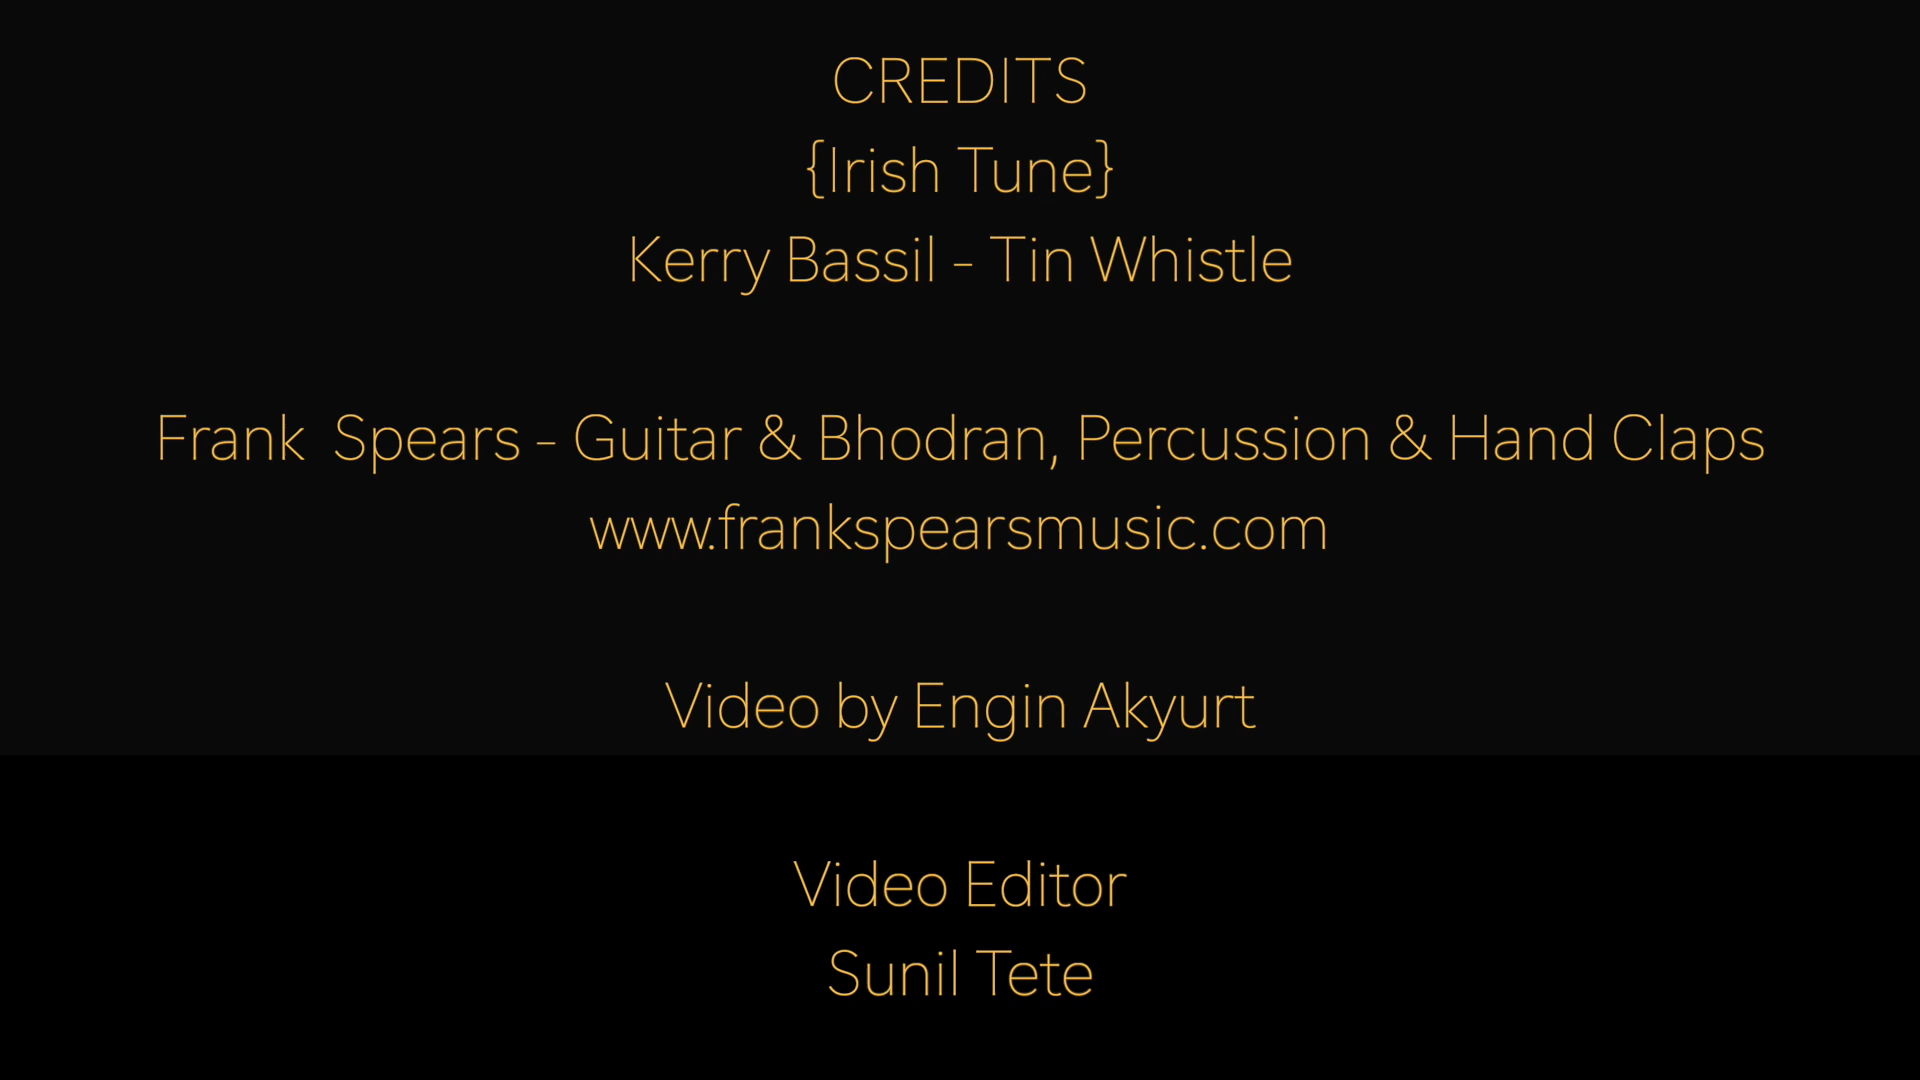 CREDITS
{Irish Tune}
Kerry Bassil - Tin Whistle
Frank  Spears - Guitar & Bhodran, Percussion & Hand Claps
www.frankspearsmusic.com
Video by Engin Akyurt
Video Editor
Sunil Tete